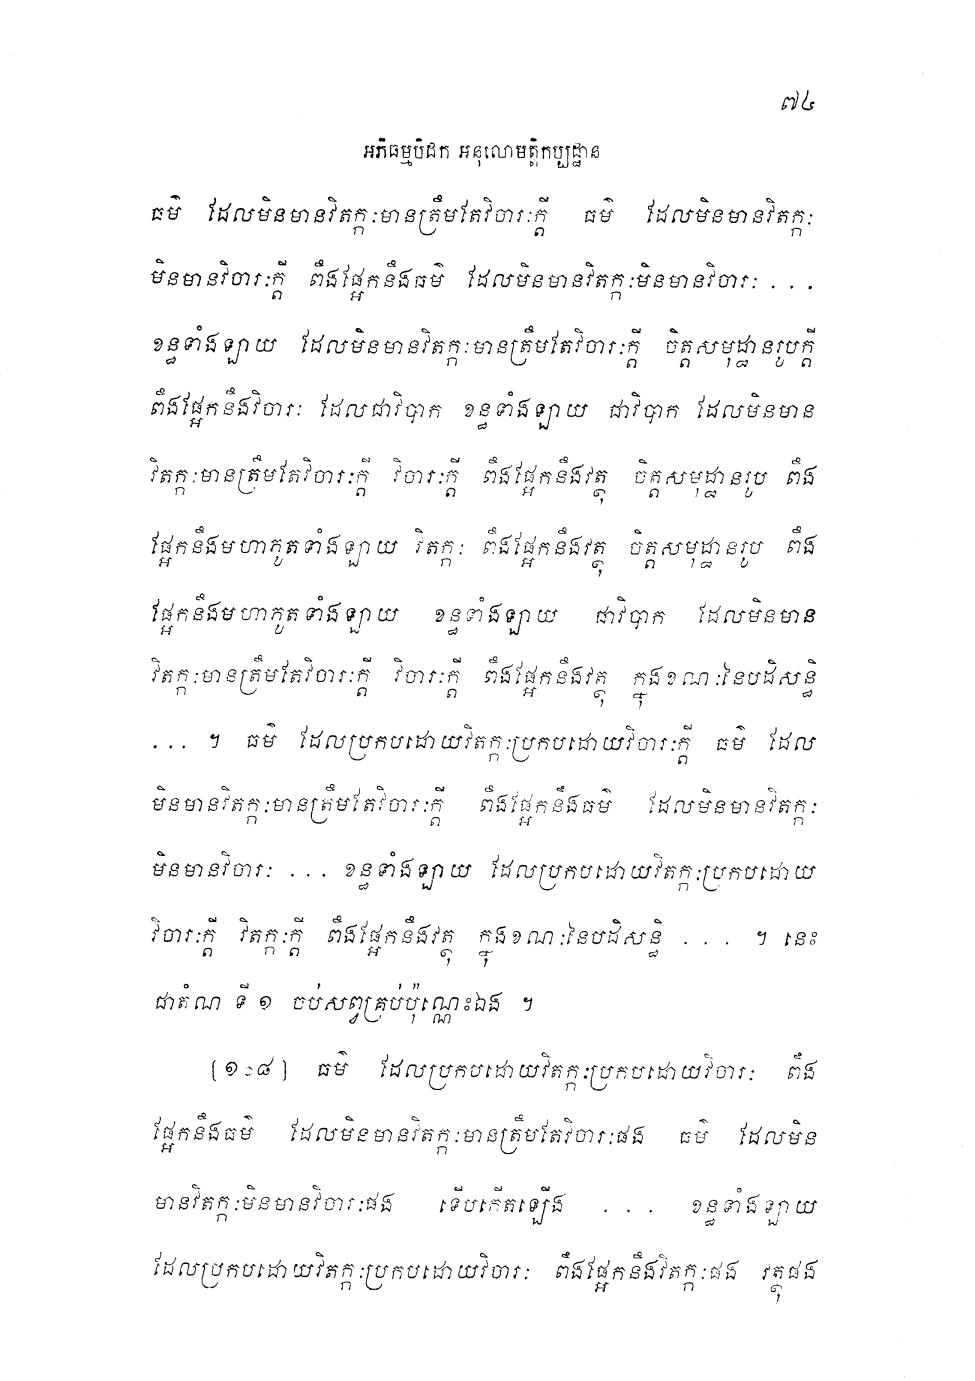 ៧៤
អភិធម្មបិដក អនុលោមត្តិកប្បដ្ឋាន
ធម៌ ដែលមិនមានវិតក្កៈមានត្រឹមតែវិចារៈក្តី ធម៌ ដែលមិនមានវិតក្កៈ
មិនមានវិចារៈក្តី ពឹងផ្អែកនឹងធម៌ ដែលមិនមានវិតក្កៈមិនមានវិចារៈ ...
ខន្ធទាំងឡាយ ដែលមិនមានវិតក្កៈមានត្រឹមតែវិចារៈក្តី ចិត្តសមុដ្ឋានរូបក្តី
ពឹងផ្អែកនឹងវិចារៈ ដែលជាវិបាក ខន្ធទាំងឡាយ ជាវិបាក ដែលមិនមាន
វិតក្កៈមានត្រឹមតែវិចារៈក្តី វិចារៈក្តី ពឹងផ្អែកនឹងវត្ថុ ចិត្តសមុដ្ឋានរូប ពឹង
ផ្អែកនឹងមហាភូតទាំងឡាយ វិតក្កៈ ពឹងផ្អែកនឹងវត្ថុ ចិត្តសមុដ្ឋានរូប ពឹង
ផ្អែកនឹងមហាភូតទាំងឡាយ ខន្ធទាំងឡាយ ជាវិបាក ដែលមិនមាន
វិតក្កៈមានត្រឹមតែវិចារៈក្តី វិចារៈក្តី ពឹងផ្អែកនឹងវត្ថុ ក្នុងខណៈនៃបដិសន្ធិ
... ។ ធម៌ ដែលប្រកបដោយវិតក្កៈប្រកបដោយវិចារៈក្តី ធម៌ ដែល
មិនមានវិតក្កៈមានត្រឹមតែវិចារៈក្តី ពឹងផ្អែកនឹងធម៌ ដែលមិនមានវិតក្កៈ
មិនមានវិចារៈ ... ខន្ធទាំងឡាយ ដែលប្រកបដោយវិតក្កៈប្រកបដោយ
វិចារៈក្តី វិតក្កៈក្តី ពឹងផ្អែកនឹងវត្ថុ ក្នុងខណៈនៃបដិសន្ធិ ... ។ នេះ
ជាតំណ ទី ១ ចប់សព្វគ្រប់ប៉ុណ្ណេះឯង ។
[១៨] ធម៌ ដែលប្រកបដោយវិតក្កៈប្រកបដោយវិចារៈ ពឹង
ផ្អែកនឹងធម៌ ដែលមិនមានវិតក្កៈមានត្រឹមតែវិចារៈផង ធម៌ ដែលមិន
មានវិតក្កៈមិនមានវិចារៈផង ទើបកើតឡើង ... ខន្ធទាំងឡាយ
ដែលប្រកបដោយវិតក្កៈប្រកបដោយវិចារៈ ពឹងផ្អែកនឹងវិតក្កៈផង វត្ថុផង